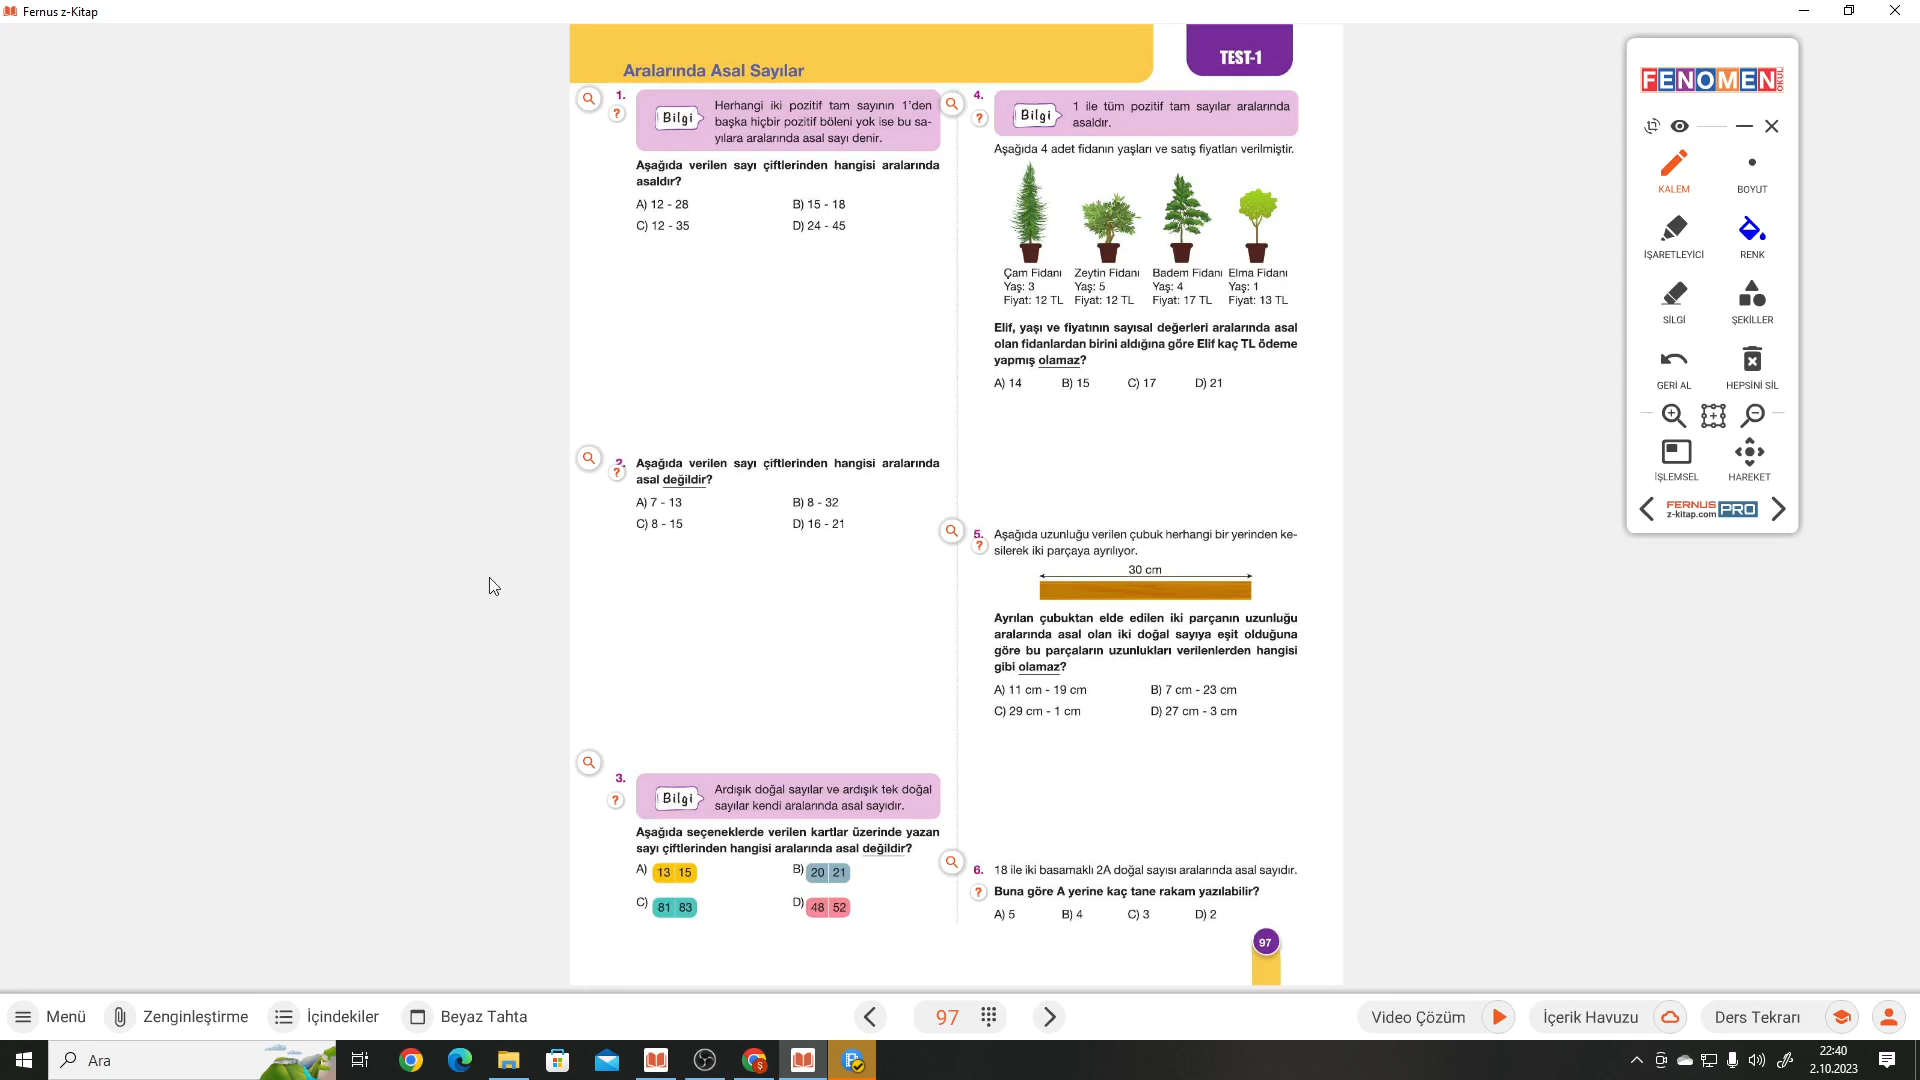 Fernus z-Kitap
Aralarında Asal Sayılar
TEST-1
1.
Bilgi
Herhangi iki pozitif tam sayının 1'den
başka hiçbir pozitif böleni yok ise bu sa-
yılara aralarında asal sayı denir.
Aşağıda verilen sayı çiftlerinden hangisi aralarında
asaldır?
A) 12 - 28 B) 15 - 18
C) 12 - 35 D) 24 - 45
2. Aşağıda verilen sayı çiftlerinden hangisi aralarında
asal değildir?
A) 7 - 13 B) 8 - 32
C) 8 - 15 D) 16 - 21
3.
Bilgi
Ardışık doğal sayılar ve ardışık tek doğal
sayılar kendi aralarında asal sayıdır.
Aşağıda seçeneklerde verilen kartlar üzerinde yazan
sayı çiftlerinden hangisi aralarında asal değildir?
A) 13 15 B) 20 21
C) 81 83 D) 48 52
4.
Bilgi
1 ile tüm pozitif tam sayılar aralarında
asaldır.
Aşağıda 4 adet fidanın yaşları ve satış fiyatları verilmiştir.
Çam Fidanı Zeytin Fidanı Badem Fidanı Elma Fidanı
Yaş: 3 Yaş: 5 Yaş: 4 Yaş: 1
Fiyat: 12 TL Fiyat: 12 TL Fiyat: 17 TL Fiyat: 13 TL
Elif, yaşı ve fiyatının sayısal değerleri aralarında asal
olan fidanlardan birini aldığına göre Elif kaç TL ödeme
yapmış olamaz?
A) 14 B) 15 C) 17 D) 21
5. Aşağıda uzunluğu verilen çubuk herhangi bir yerinden ke-
silerek iki parçaya ayrılıyor.
30 cm
Ayrılan çubuktan elde edilen iki parçanın uzunluğu
aralarında asal olan iki doğal sayıya eşit olduğuna
göre bu parçaların uzunlukları verilenlerden hangisi
gibi olamaz?
A) 11 cm - 19 cm B) 7 cm - 23 cm
C) 29 cm - 1 cm D) 27 cm - 3 cm
6. 18 ile iki basamaklı 2A doğal sayısı aralarında asal sayıdır.
Buna göre A yerine kaç tane rakam yazılabilir?
A) 5 B) 4 C) 3 D) 2
97
FENOMEN OKUL
KALEM BOYUT
İŞARETLEYİCİ RENK
SİLGİ ŞEKİLLER
GERİ AL HEPSİNİ SİL
İŞLEMSEL HAREKET
FERNUS
z-kitap.com PRO
Menü Zenginleştirme İçindekiler Beyaz Tahta 97 Video Çözüm İçerik Havuzu Ders Tekrarı
Ara
22:40
2.10.2023